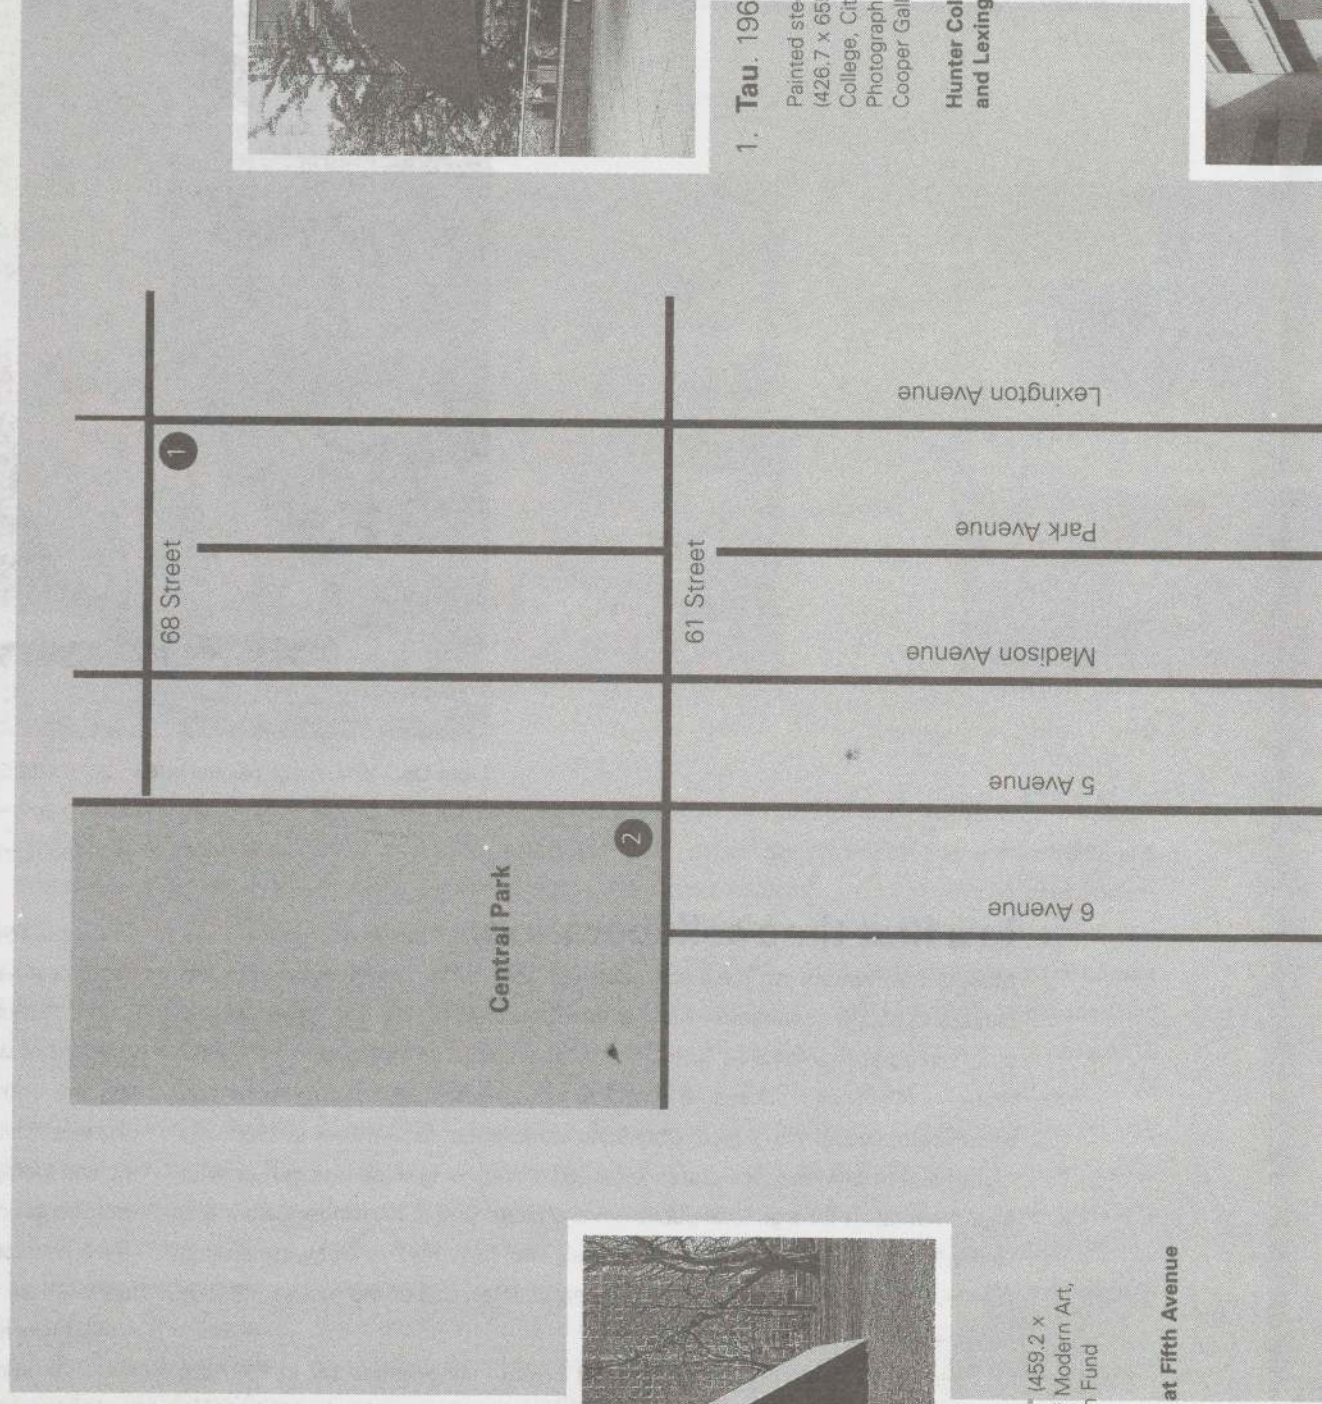 1. Tau. 196
Painted ste
(426.7 x 65
College, Cit
Photograph
Cooper Gal
Hunter Col
and Lexing
1
68 Street
61 Street
Lexington Avenue
Park Avenue
Madison Avenue
5 Avenue
6 Avenue
2
Central Park
(459.2 x
Modern Art,
Fund
at Fifth Avenue